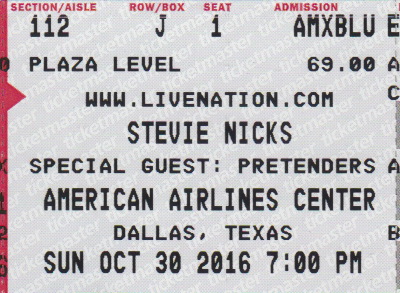 SECTION/AISLE ROW/BOX SEAT ADMISSION
112 J 1 AMXBLU E
PLAZA LEVEL 69.00 A
WWW.LIVENATION.COM C
STEVIE NICKS
SPECIAL GUEST: PRETENDERS A
AMERICAN AIRLINES CENTER
DALLAS, TEXAS
SUN OCT 30 2016 7:00 PM